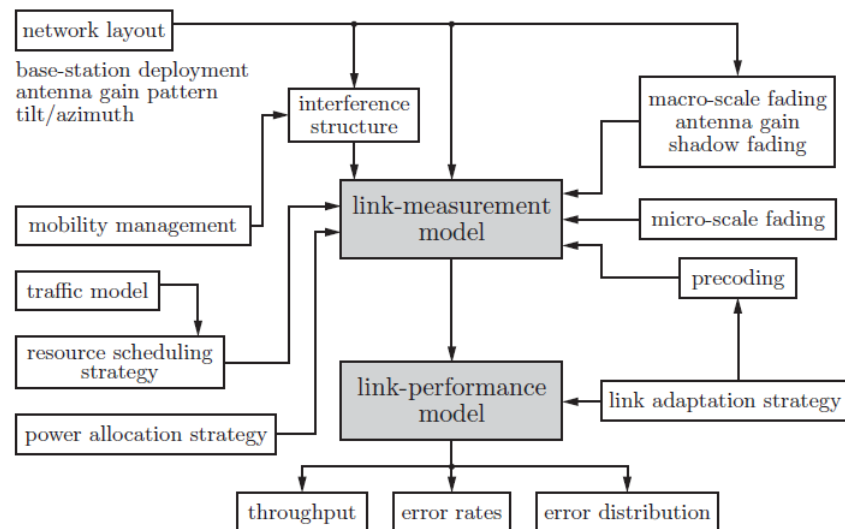 network layout
base-station deployment
antenna gain pattern
tilt/azimuth
interference
structure
macro-scale fading
antenna gain
shadow fading
mobility management
link-measurement
model
micro-scale fading
traffic model
precoding
resource scheduling
strategy
link-performance
model
link adaptation strategy
power allocation strategy
throughput
error rates
error distribution